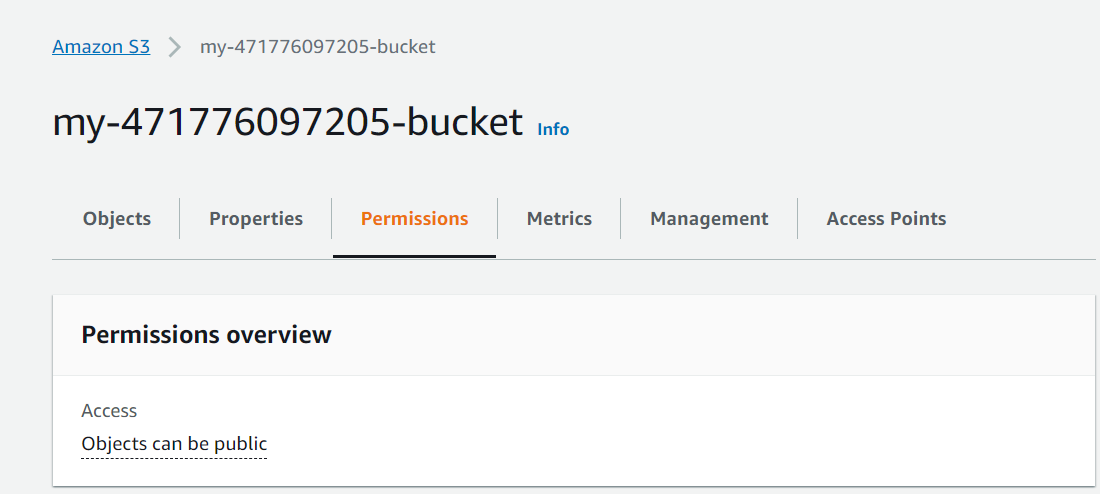 Amazon S3 > my-471776097205-bucket
my-471776097205-bucket Info
Objects Properties Permissions Metrics Management Access Points
Permissions overview
Access
Objects can be public